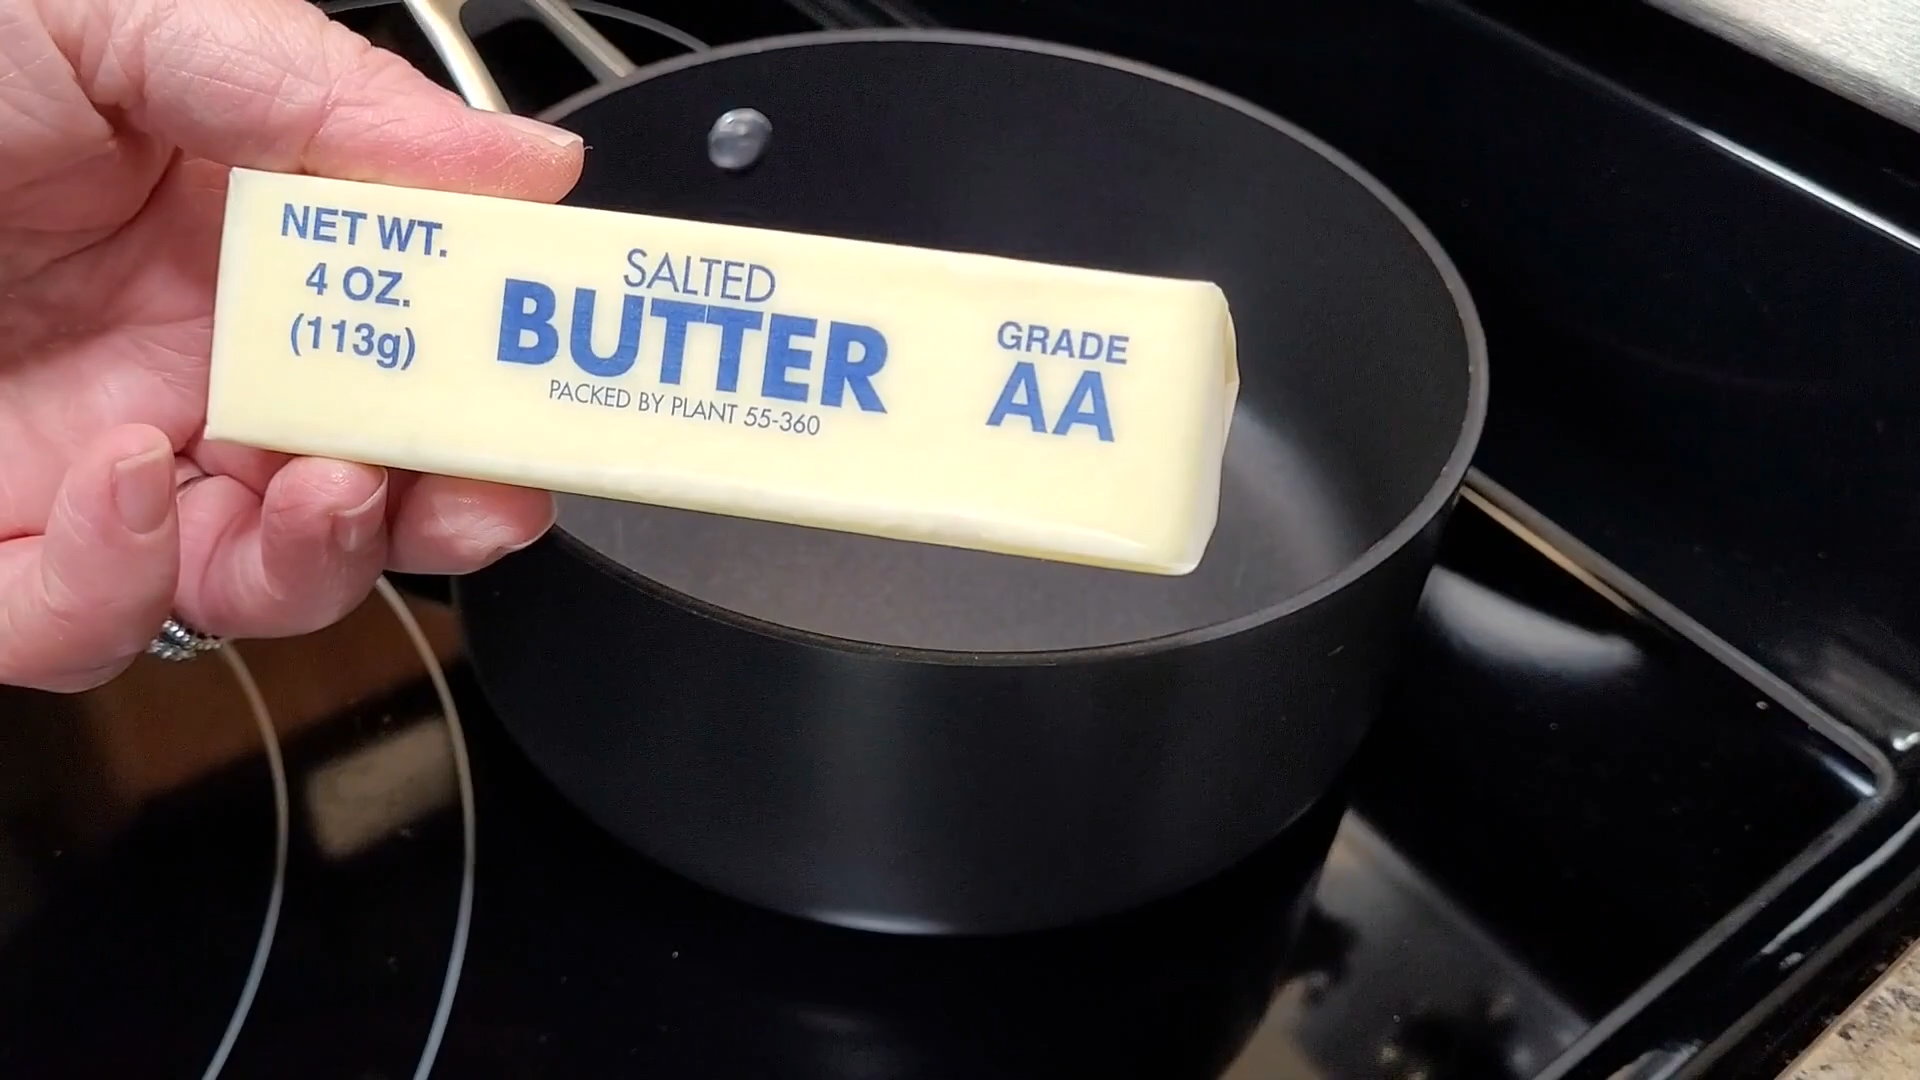 NET WT.
4 OZ.
(113g)
SALTED
BUTTER
PACKED BY PLANT 55-360
GRADE
AA